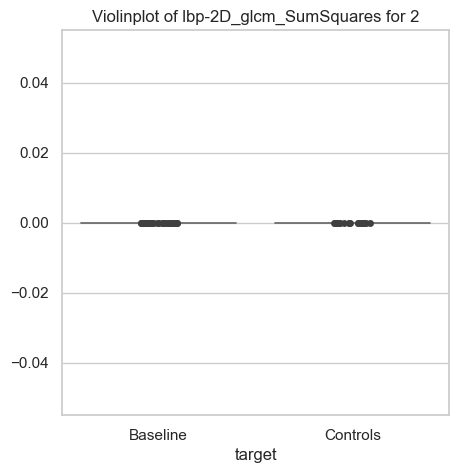 Violinplot of lbp-2D_glcm_SumSquares for 2
0.04
0.02
0.00
−0.02
−0.04
Baseline Controls
target